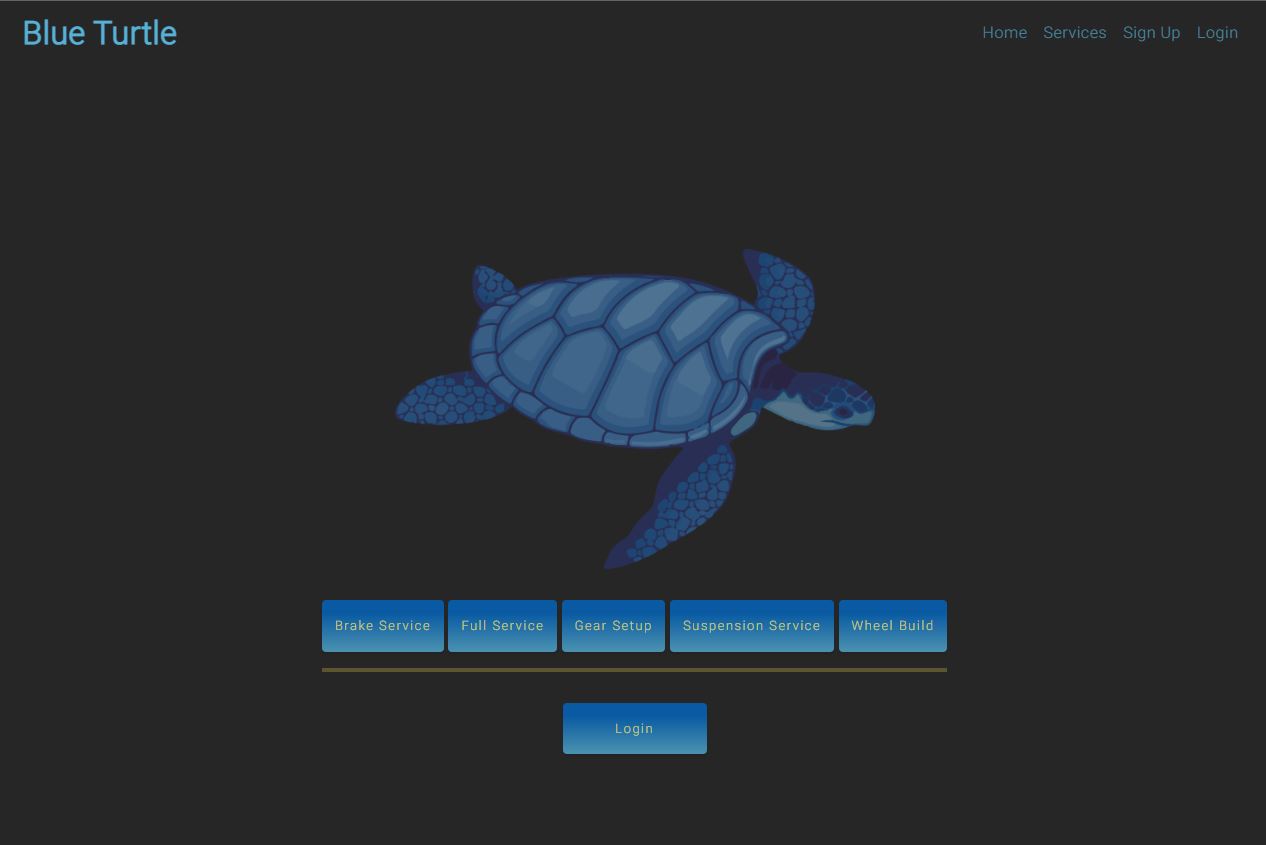 Blue Turtle
Home Services Sign Up Login
Brake Service Full Service Gear Setup Suspension Service Wheel Build
Login